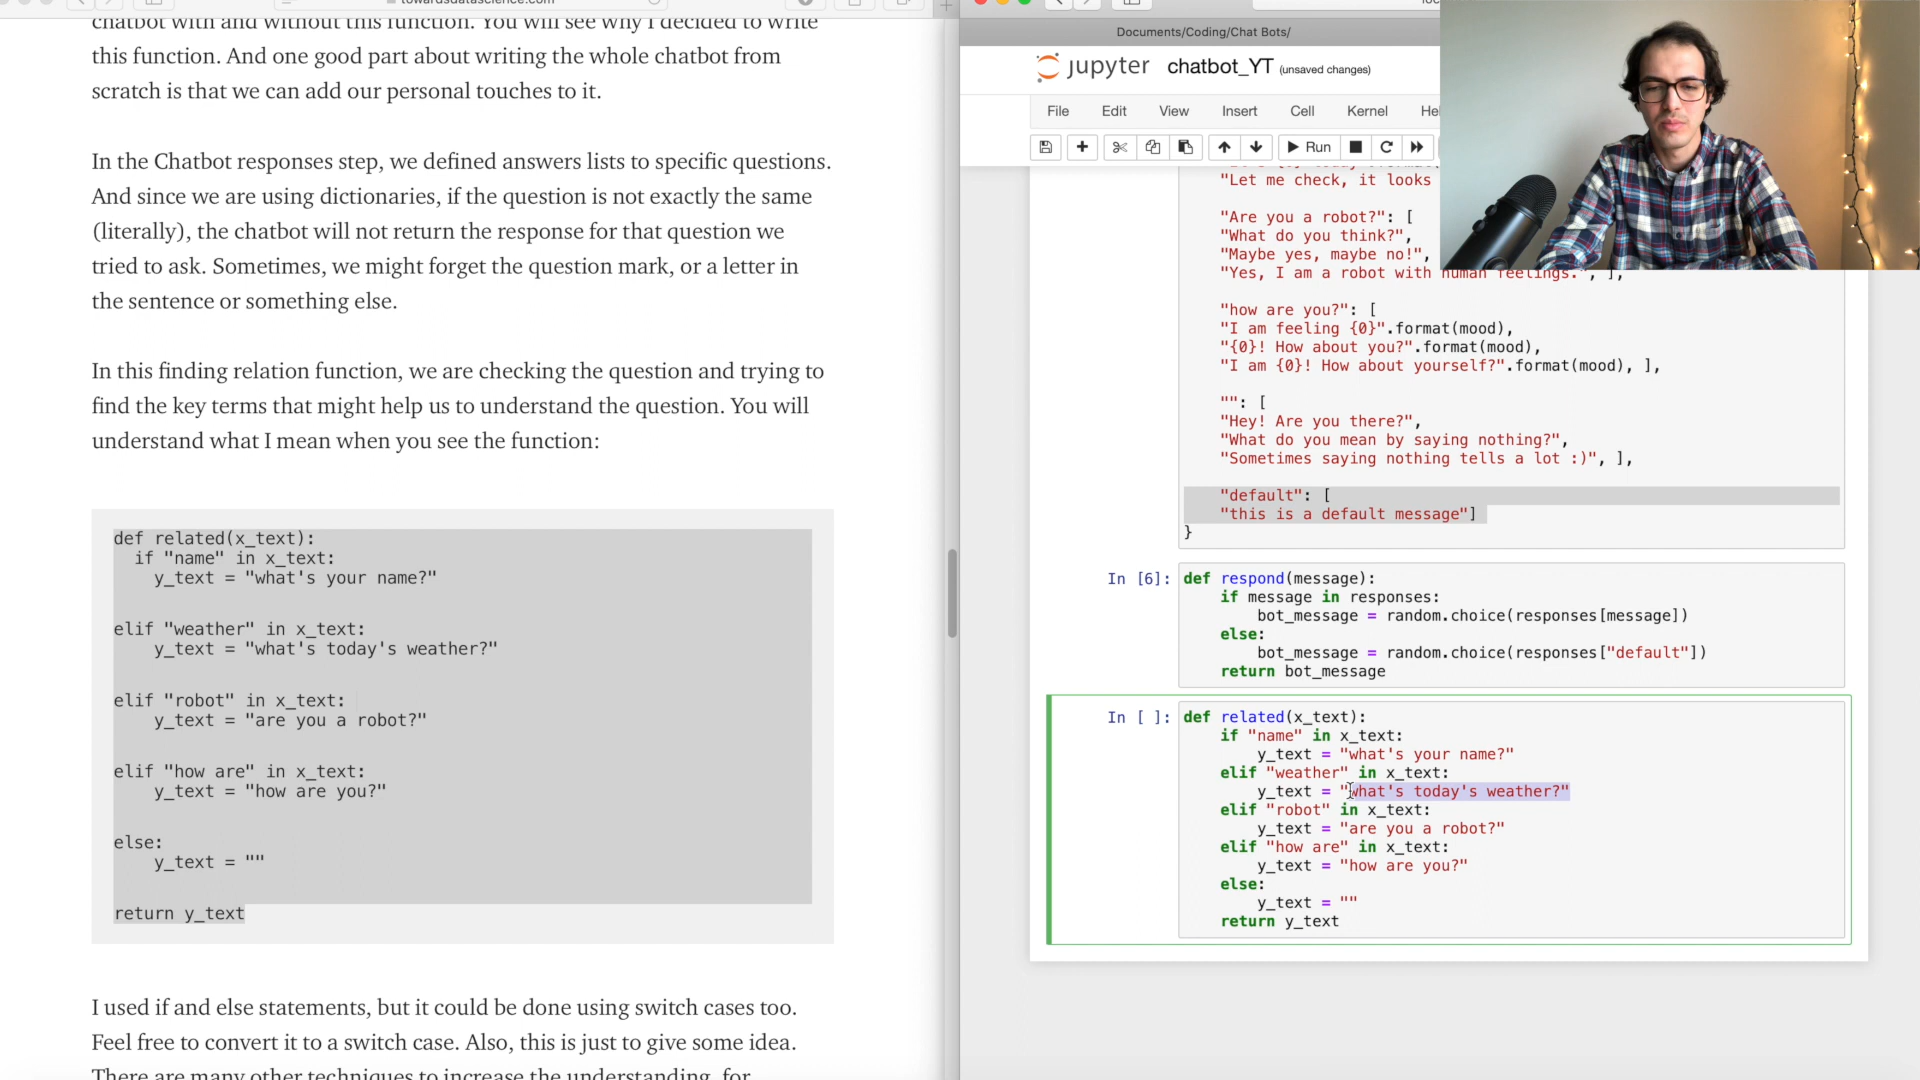 towardsdatascience.com
chatbot with and without this function. You will see why I decided to write
this function. And one good part about writing the whole chatbot from
scratch is that we can add our personal touches to it.
In the Chatbot responses step, we defined answers lists to specific questions.
And since we are using dictionaries, if the question is not exactly the same
(literally), the chatbot will not return the response for that question we
tried to ask. Sometimes, we might forget the question mark, or a letter in
the sentence or something else.
In this finding relation function, we are checking the question and trying to
find the key terms that might help us to understand the question. You will
understand what I mean when you see the function:
def related(x_text):
if "name" in x_text:
y_text = "what's your name?"
elif "weather" in x_text:
y_text = "what's today's weather?"
elif "robot" in x_text:
y_text = "are you a robot?"
elif "how are" in x_text:
y_text = "how are you?"
else:
y_text = ""
return y_text
I used if and else statements, but it could be done using switch cases too.
Feel free to convert it to a switch case. Also, this is just to give some idea.
There are many other techniques to increase the understanding, for
Documents/Coding/Chat Bots/
jupyter chatbot_YT (unsaved changes)
File Edit View Insert Cell Kernel Hel
Run
"Let me check, it looks
"Are you a robot?": [
"What do you think?",
"Maybe yes, maybe no!",
"Yes, I am a robot with human feelings.", ],
"how are you?": [
"I am feeling {0}".format(mood),
"{0}! How about you?".format(mood),
"I am {0}! How about yourself?".format(mood), ],
"": [
"Hey! Are you there?",
"What do you mean by saying nothing?",
"Sometimes saying nothing tells a lot :)", ],
"default": [
"this is a default message"]
}
In [6]: def respond(message):
if message in responses:
bot_message = random.choice(responses[message])
else:
bot_message = random.choice(responses["default"])
return bot_message
In [ ]: def related(x_text):
if "name" in x_text:
y_text = "what's your name?"
elif "weather" in x_text:
y_text = "what's today's weather?"
elif "robot" in x_text:
y_text = "are you a robot?"
elif "how are" in x_text:
y_text = "how are you?"
else:
y_text = ""
return y_text